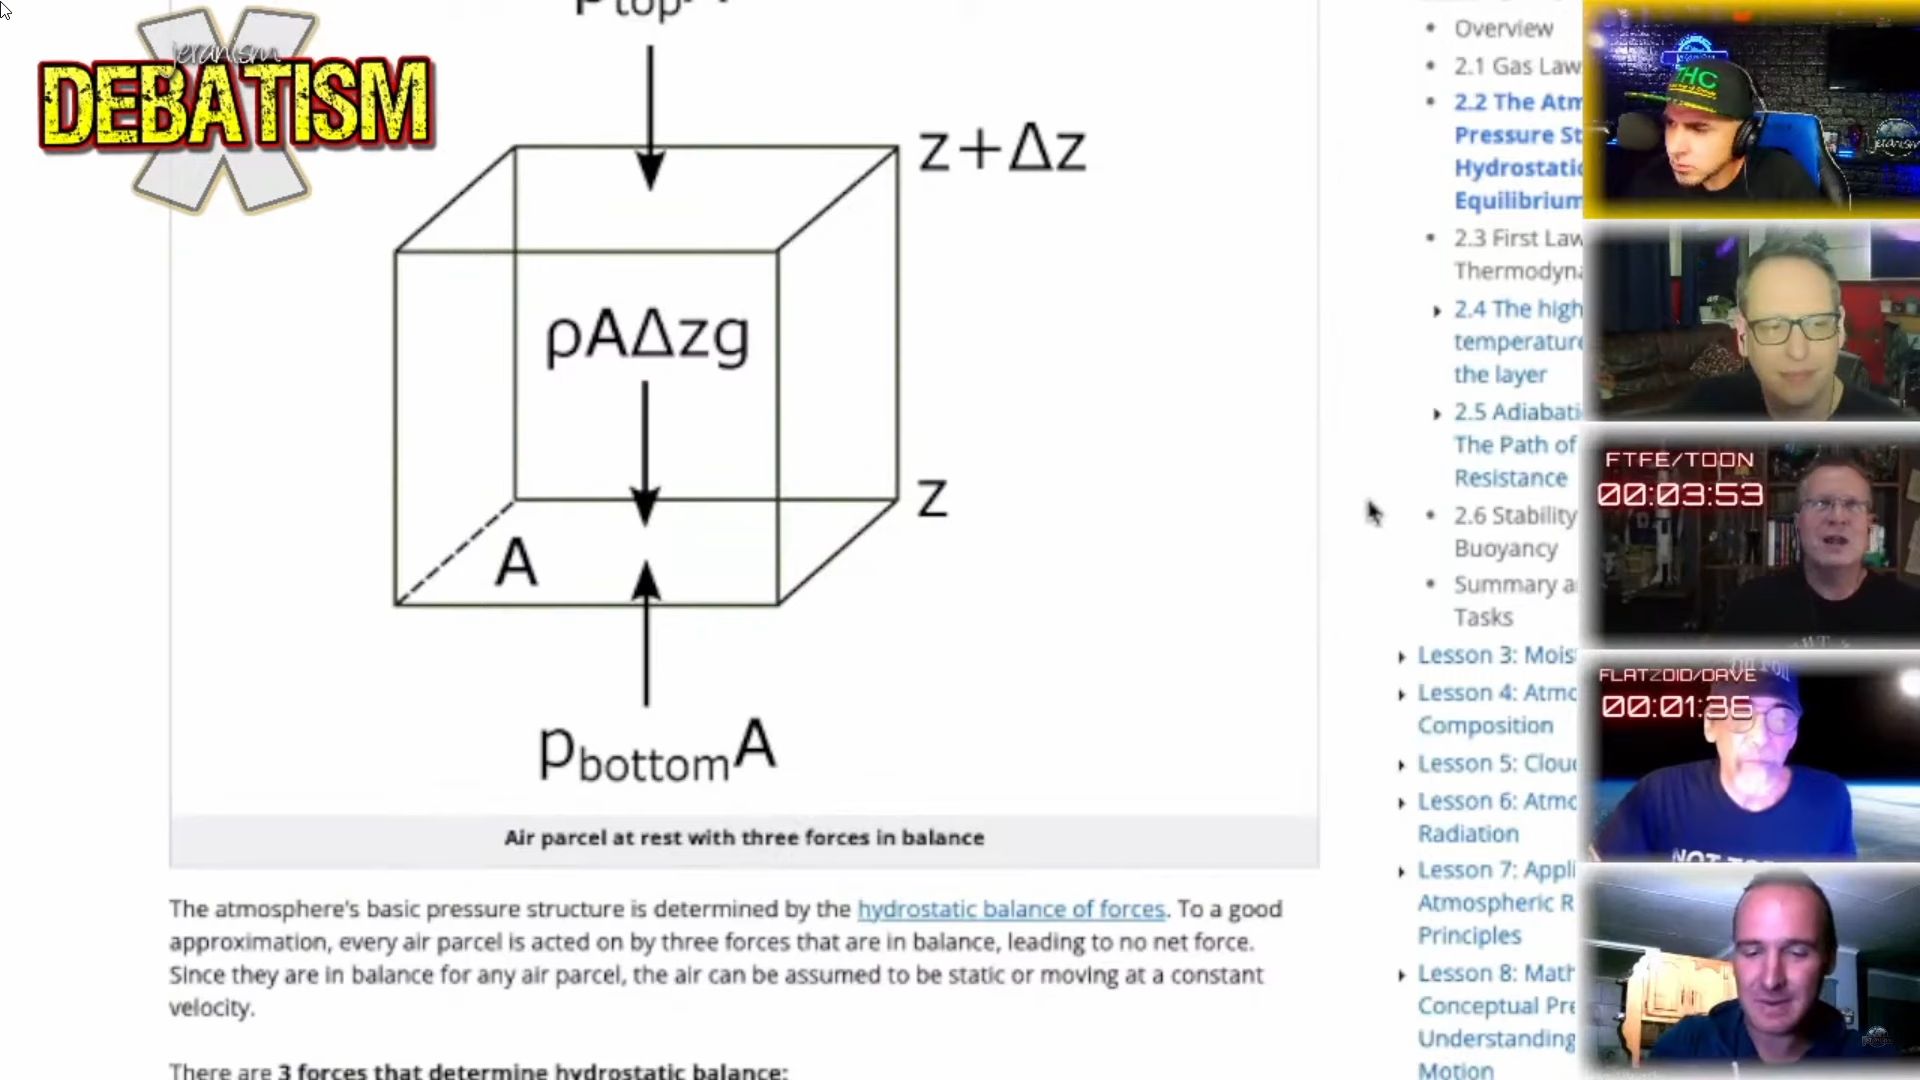 jeranism
DEBATISM
z+Δz
ρAΔzg
z
A
p_bottom A
Air parcel at rest with three forces in balance
The atmosphere's basic pressure structure is determined by the hydrostatic balance of forces. To a good
approximation, every air parcel is acted on by three forces that are in balance, leading to no net force.
Since they are in balance for any air parcel, the air can be assumed to be static or moving at a constant
velocity.
There are 3 forces that determine hydrostatic balance:
• Overview
• 2.1 Gas Law
• 2.2 The Atm
Pressure St
Hydrostatic
Equilibrium
• 2.3 First Law
Thermodyna
2.4 The high
temperature
the layer
2.5 Adiabati
The Path of
Resistance
• 2.6 Stability
Buoyancy
• Summary a
Tasks
Lesson 3: Mois
Lesson 4: Atmo
Composition
Lesson 5: Cloud
Lesson 6: Atmo
Radiation
Lesson 7: Appli
Atmospheric R
Principles
Lesson 8: Math
Conceptual Pre
Understanding
Motion
THC
jeranism
FTFE/TOON
00:03:53
FLATZOID/DAVE
00:01:36